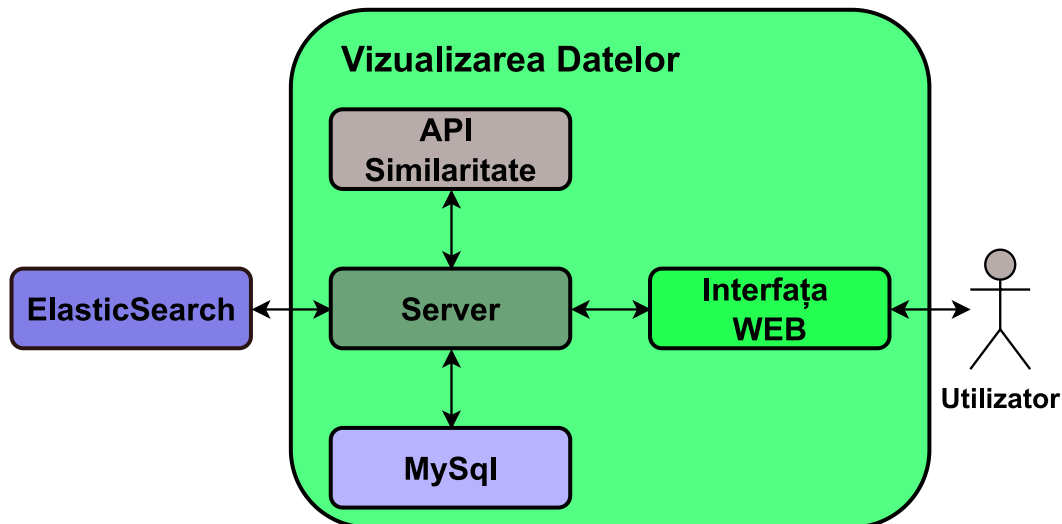 Vizualizarea Datelor
API
Similaritate
ElasticSearch
Server
Interfața
WEB
Utilizator
MySql